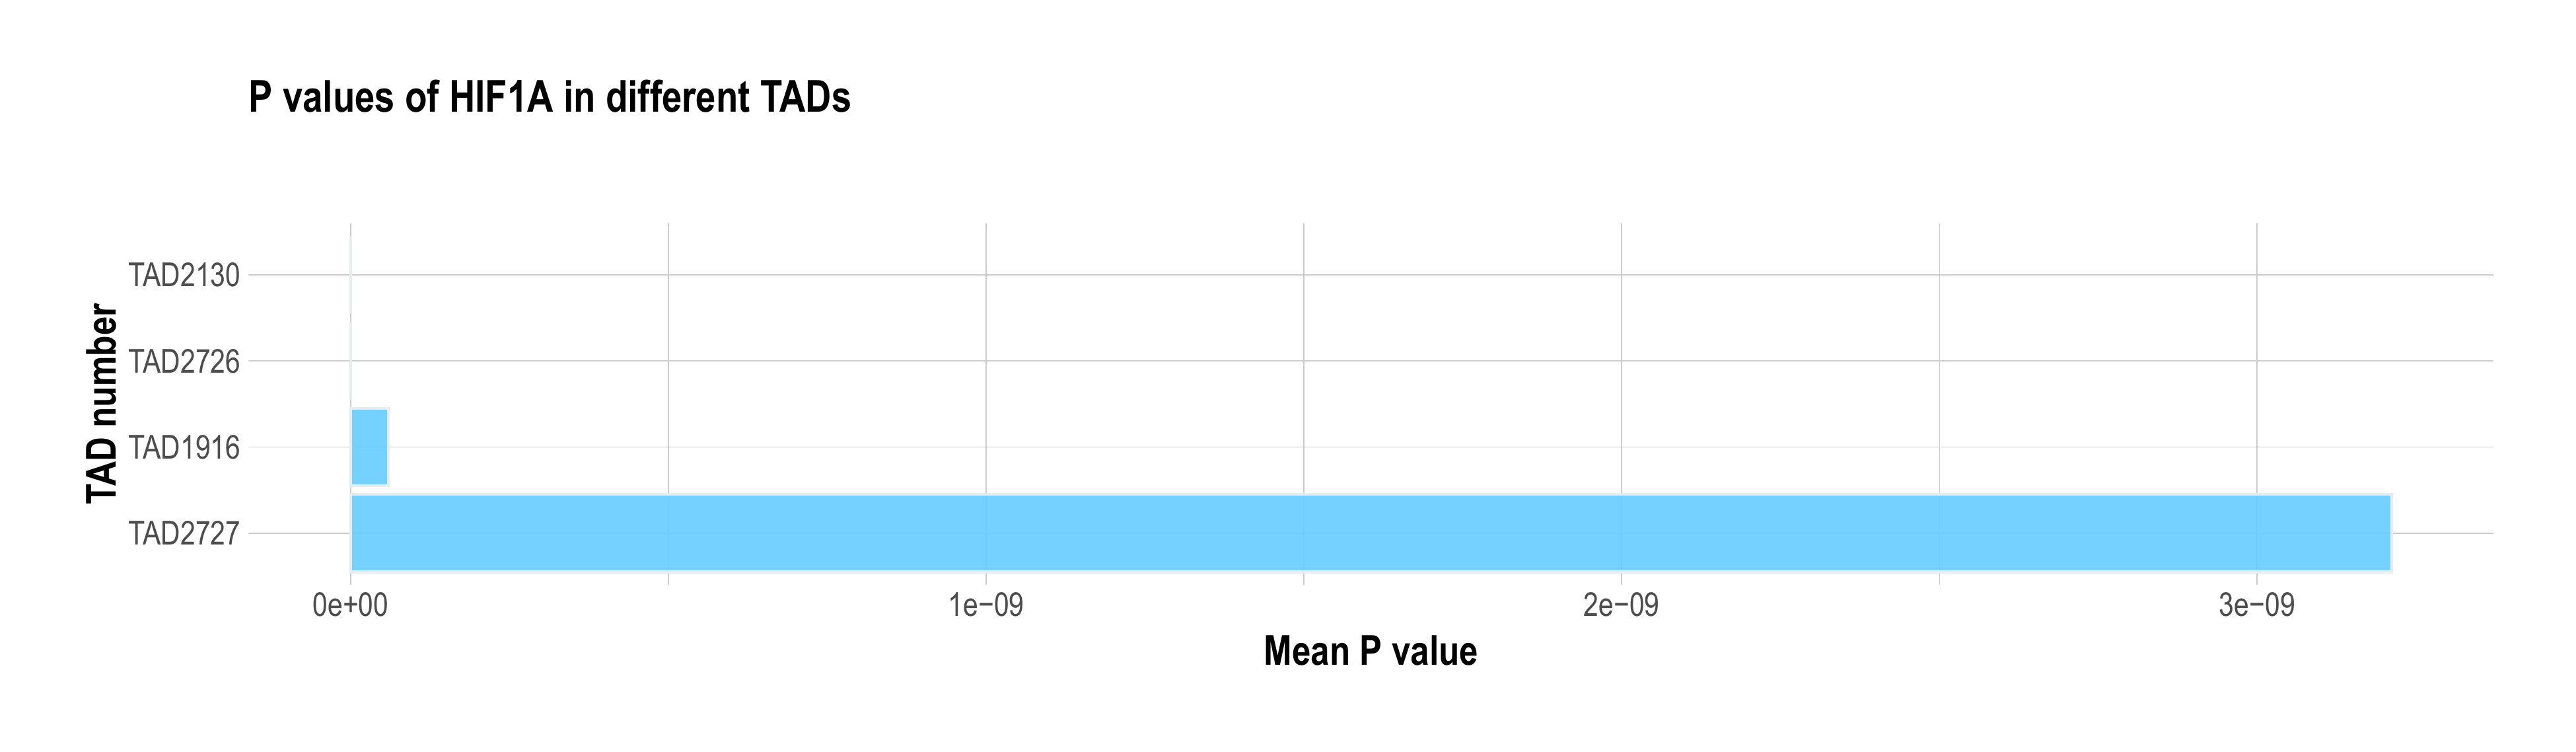 P values of HIF1A in different TADs
TAD number
TAD2130
TAD2726
TAD1916
TAD2727
0e+00
1e−09
2e−09
3e−09
Mean P value